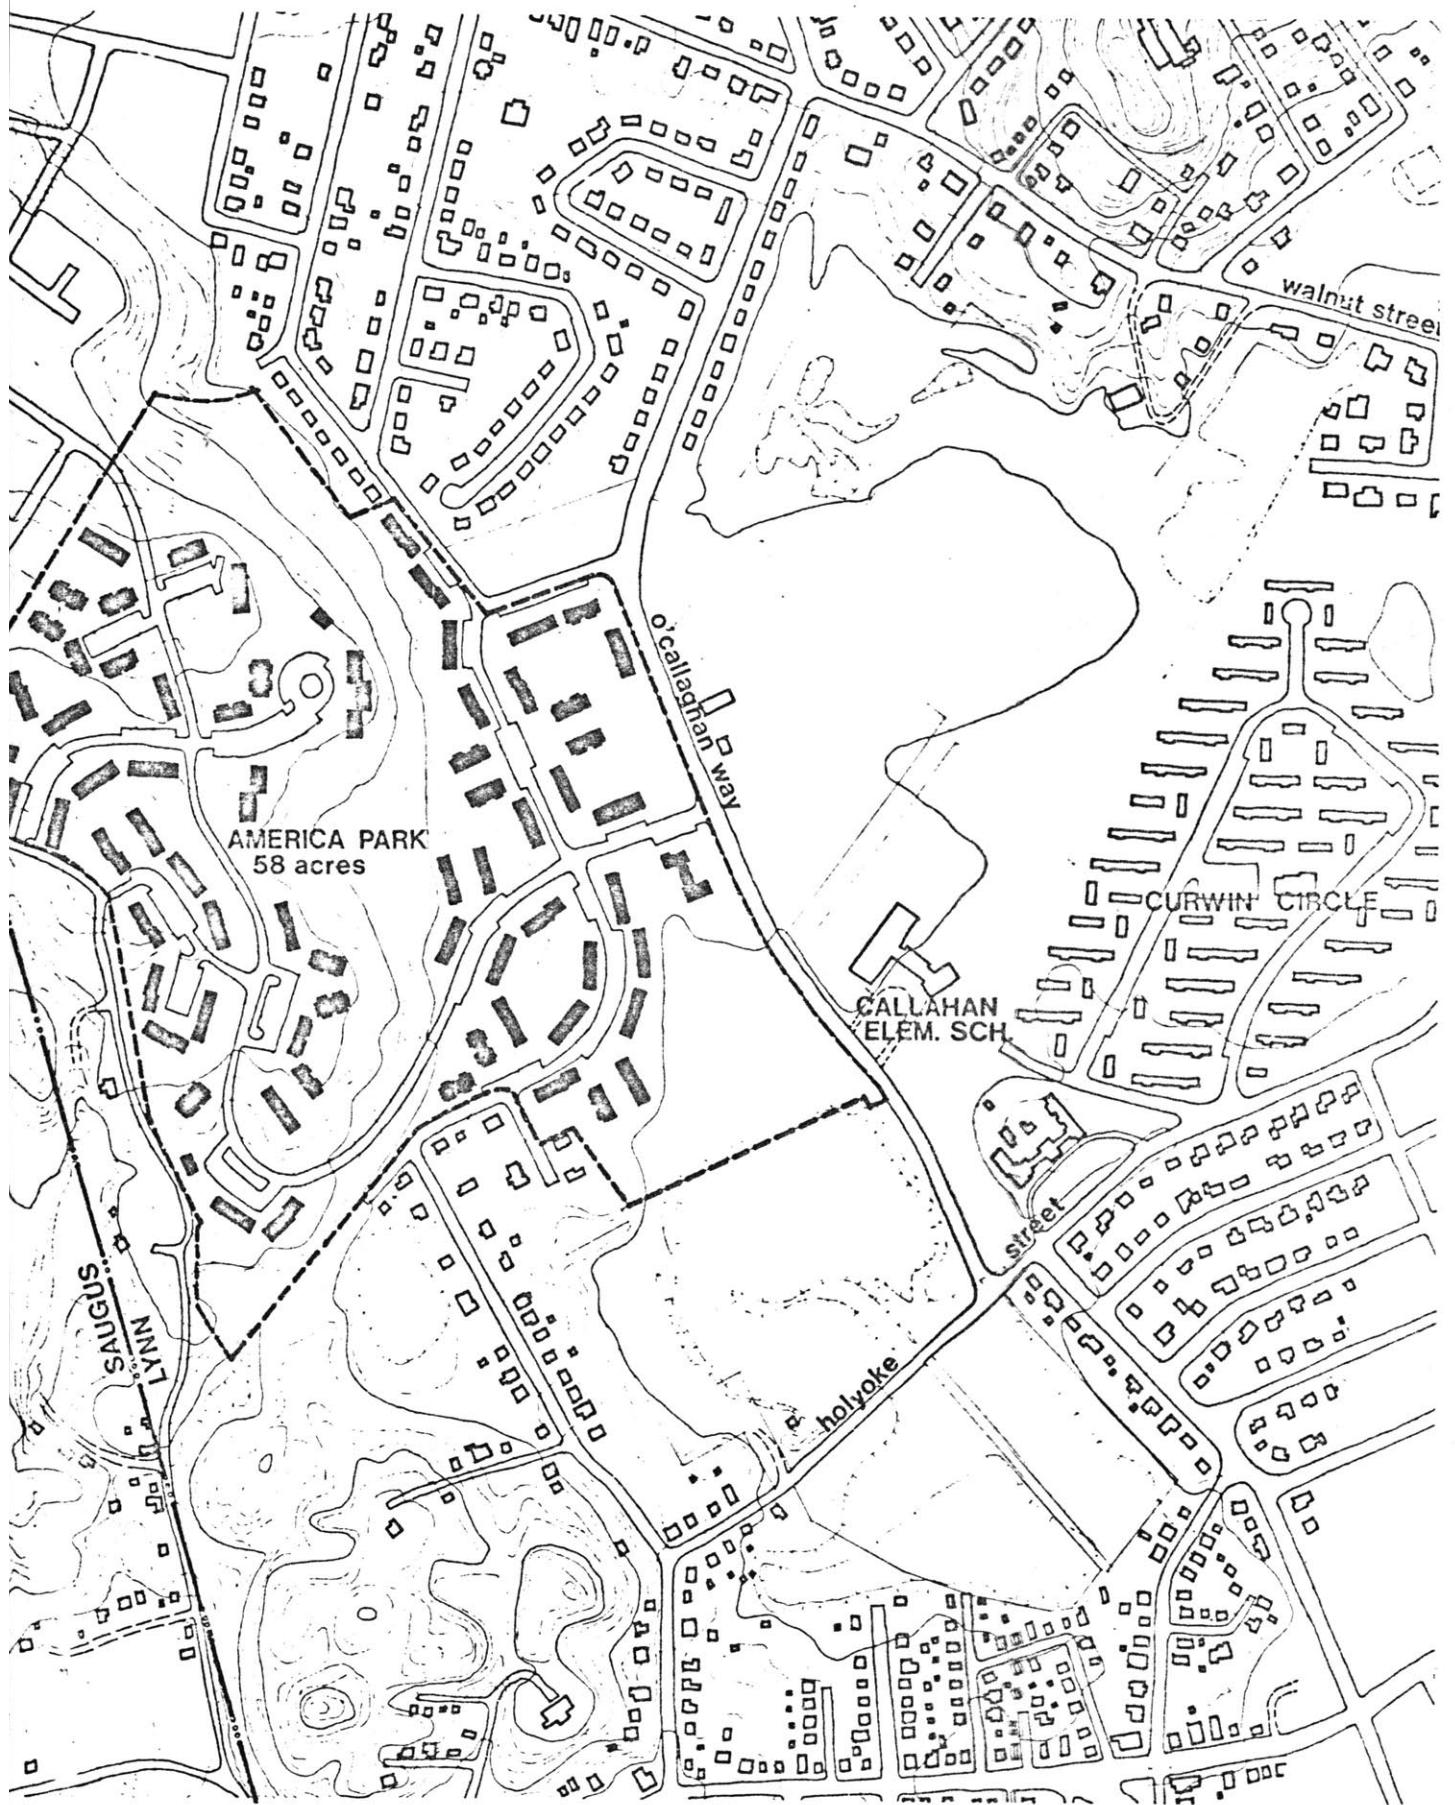 walnut street
o'callaghan way
AMERICA PARK
58 acres
CURWIN CIRCLE
CALLAHAN
ELEM. SCH.
street
SAUGUS
LYNN
holyoke